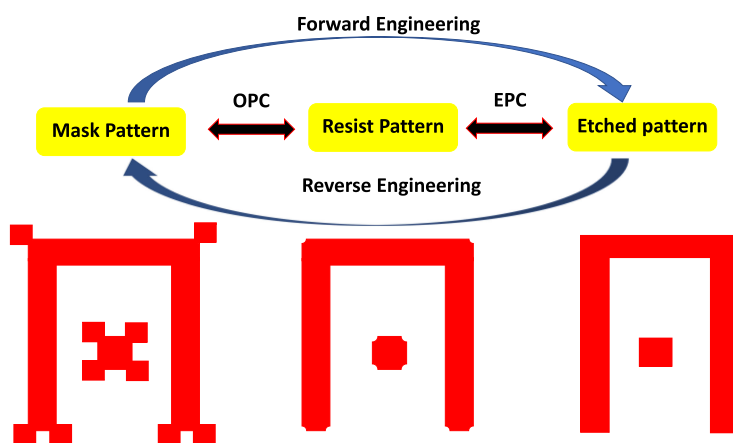 Forward Engineering
OPC
EPC
Mask Pattern
Resist Pattern
Etched pattern
Reverse Engineering